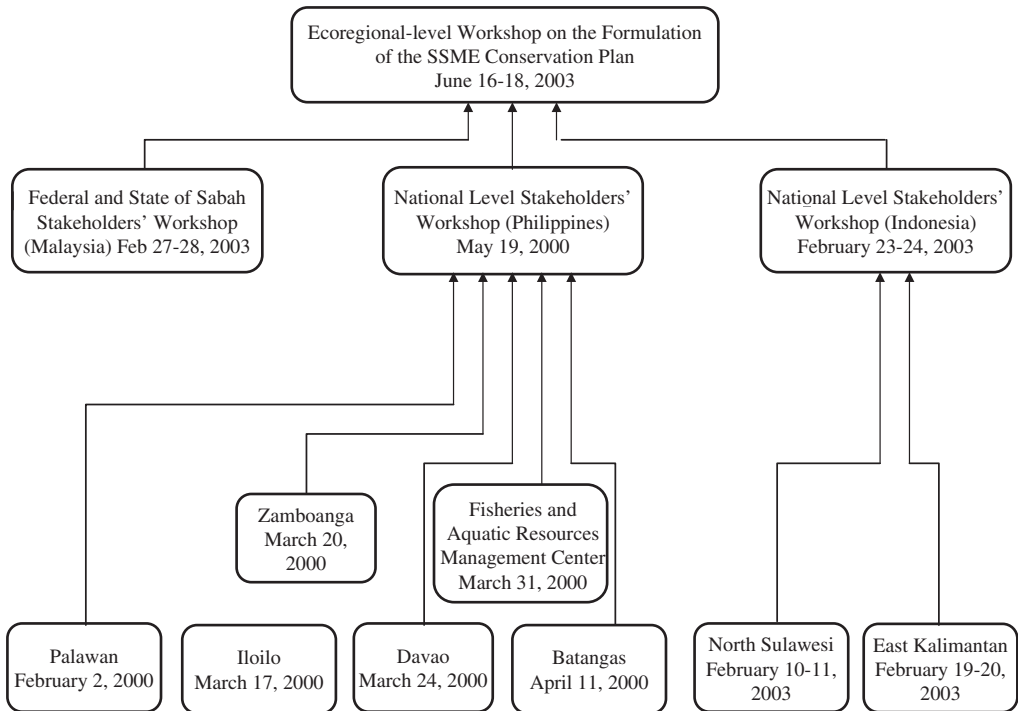 Ecoregional-level Workshop on the Formulation
of the SSME Conservation Plan
June 16-18, 2003
Federal and State of Sabah
Stakeholders’ Workshop
(Malaysia) Feb 27-28, 2003
National Level Stakeholders’
Workshop (Philippines)
May 19, 2000
National Level Stakeholders’
Workshop (Indonesia)
February 23-24, 2003
Zamboanga
March 20,
2000
Fisheries and
Aquatic Resources
Management Center
March 31, 2000
Palawan
February 2, 2000
Iloilo
March 17, 2000
Davao
March 24, 2000
Batangas
April 11, 2000
North Sulawesi
February 10-11,
2003
East Kalimantan
February 19-20,
2003